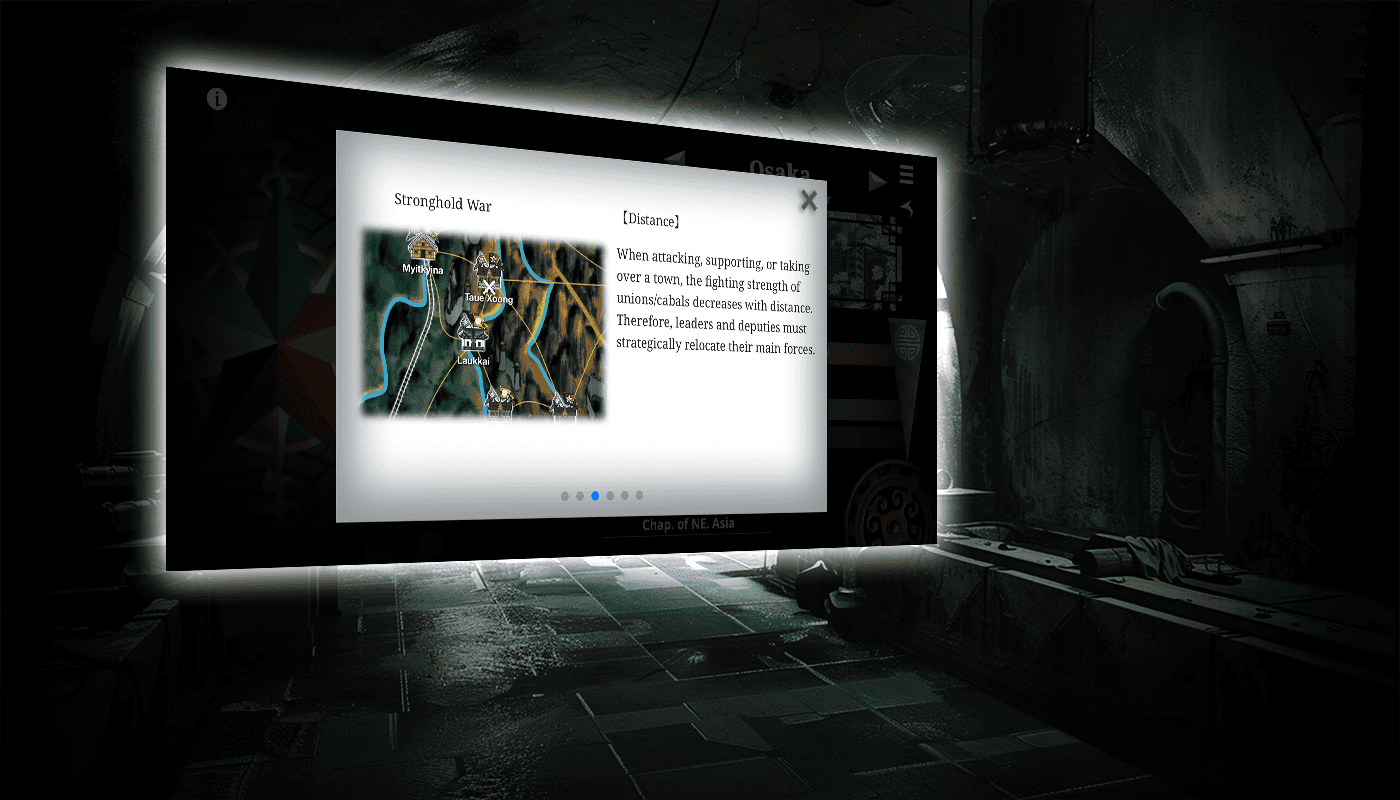 Osaka
Stronghold War
Myitkyina
Taue Xoong
Laukkai
【Distance】
When attacking, supporting, or taking
over a town, the fighting strength of
unions/cabals decreases with distance.
Therefore, leaders and deputies must
strategically relocate their main forces.
Chap. of NE. Asia